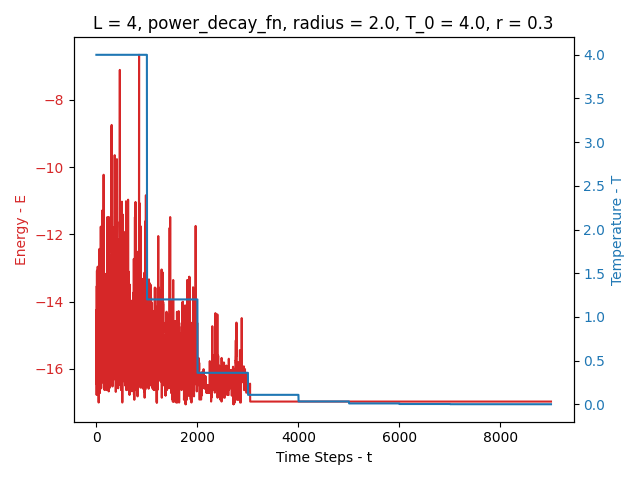 L = 4, power_decay_fn, radius = 2.0, T_0 = 4.0, r = 0.3
Energy - E
−8
−10
−12
−14
−16
4.0
3.5
3.0
2.5
2.0
1.5
1.0
0.5
0.0
Temperature - T
0 2000 4000 6000 8000
Time Steps - t